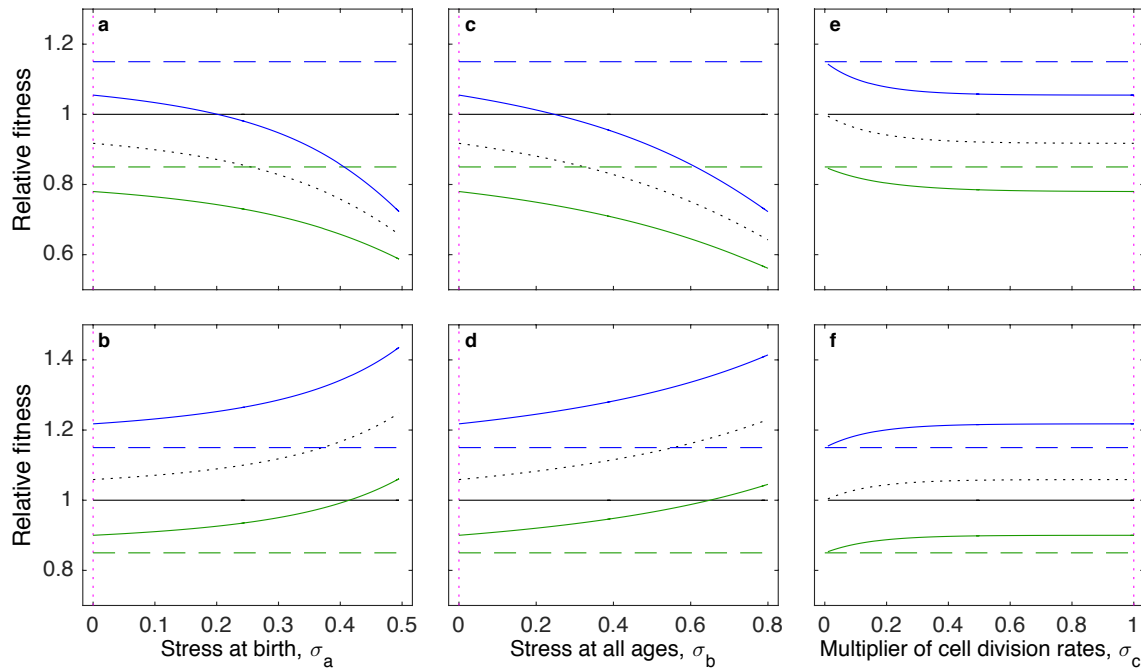 a
c
e
1.2
1
0.8
0.6
Relative fitness
b
d
f
1.4
1.2
1
0.8
Relative fitness
0 0.1 0.2 0.3 0.4 0.5
0 0.2 0.4 0.6 0.8
0 0.2 0.4 0.6 0.8 1
Stress at birth, σa
Stress at all ages, σb
Multiplier of cell division rates, σc